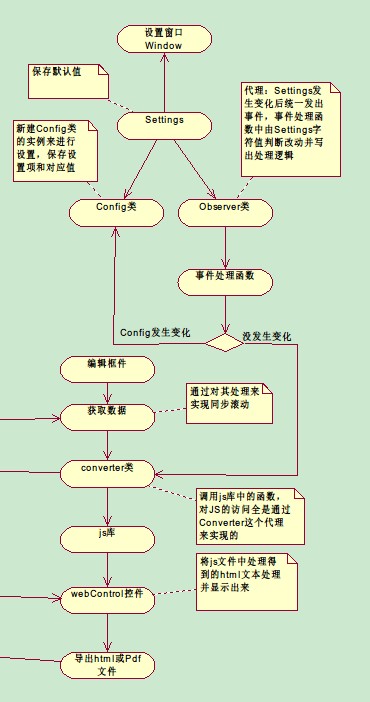 设置窗口
Window
保存默认值
代理：Settings发
生变化后统一发出
事件，事件处理函
数中由Settings字
符值判断改动并写
出处理逻辑
Settings
新建Config类
的实例来进行
设置，保存设
置项和对应值
Config类
Observer类
事件处理函数
Config发生变化
没发生变化
编辑框件
通过对其处理来
实现同步滚动
获取数据
converter类
调用js库中的函数，
对JS的访问全是通过
Converter这个代理
来实现的
js库
将js文件中处理得
到的html文本处理
并显示出来
webControl控件
导出html或Pdf
文件